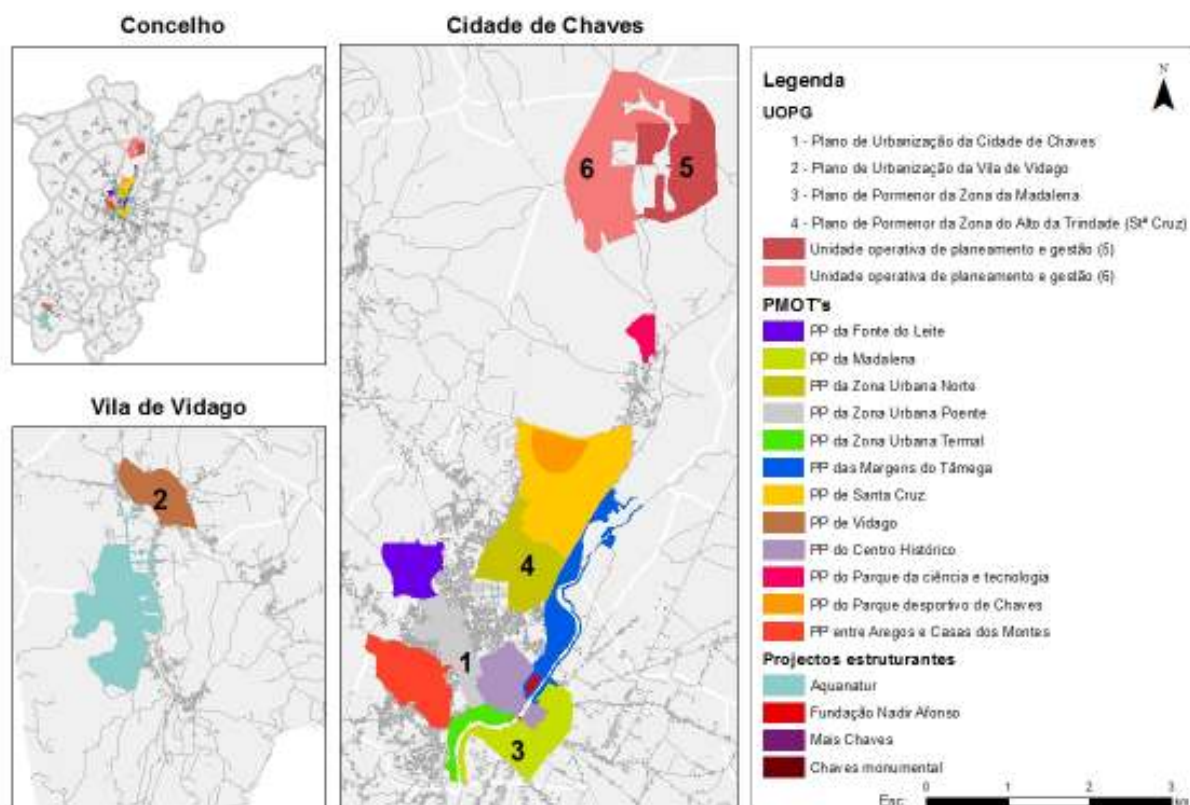 Concelho
Cidade de Chaves
Vila de Vidago
2
6
5
4
1
3
Legenda
N
UOPG
1 - Plano de Urbanização da Cidade de Chaves
2 - Plano de Urbanização da Vila de Vidago
3 - Plano de Pormenor da Zona da Madalena
4 - Plano de Pormenor da Zona do Alto da Trindade (Stª Cruz)
Unidade operativa de planeamento e gestão (5)
Unidade operativa de planeamento e gestão (6)
PMOT's
PP da Fonte do Leite
PP da Madalena
PP da Zona Urbana Norte
PP da Zona Urbana Poente
PP da Zona Urbana Termal
PP das Margens do Tâmega
PP de Santa Cruz
PP de Vidago
PP do Centro Histórico
PP do Parque da ciência e tecnologia
PP do Parque desportivo de Chaves
PP entre Aregos e Casas dos Montes
Projectos estruturantes
Aquanatur
Fundação Nadir Afonso
Mais Chaves
Chaves monumental
Esc:
0 1 2 3